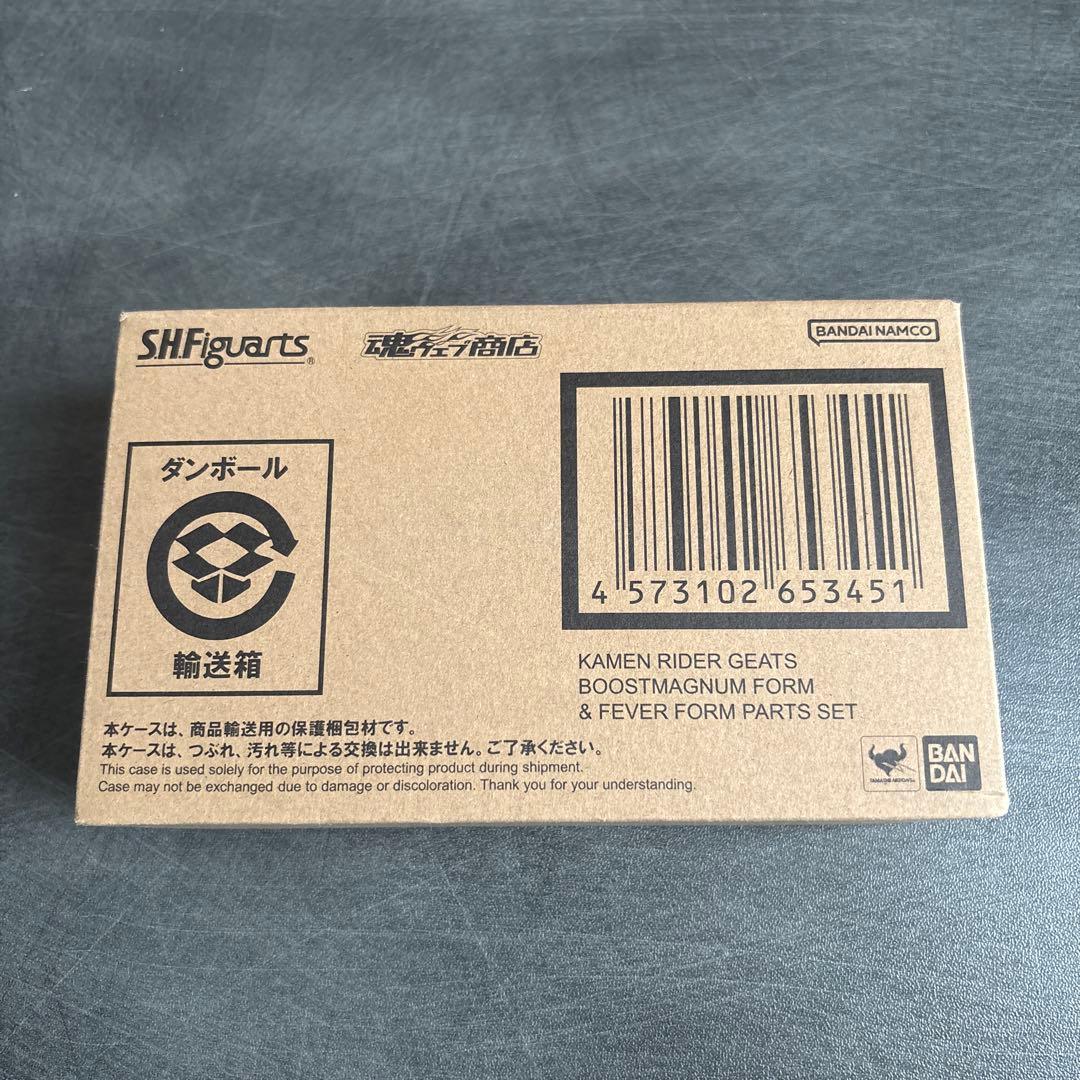 S.H.Figuarts®
魂ウェブ商店
BANDAI NAMCO
ダンボール
輸送箱
4 573102 653451
KAMEN RIDER GEATS
BOOSTMAGNUM FORM
& FEVER FORM PARTS SET
本ケースは、商品輸送用の保護梱包材です。
本ケースは、つぶれ、汚れ等による交換は出来ません。ご了承ください。
This case is used solely for the purpose of protecting product during shipment.
Case may not be exchanged due to damage or discoloration. Thank you for your understanding.
TAMASHII NATIONS
BAN
DAI